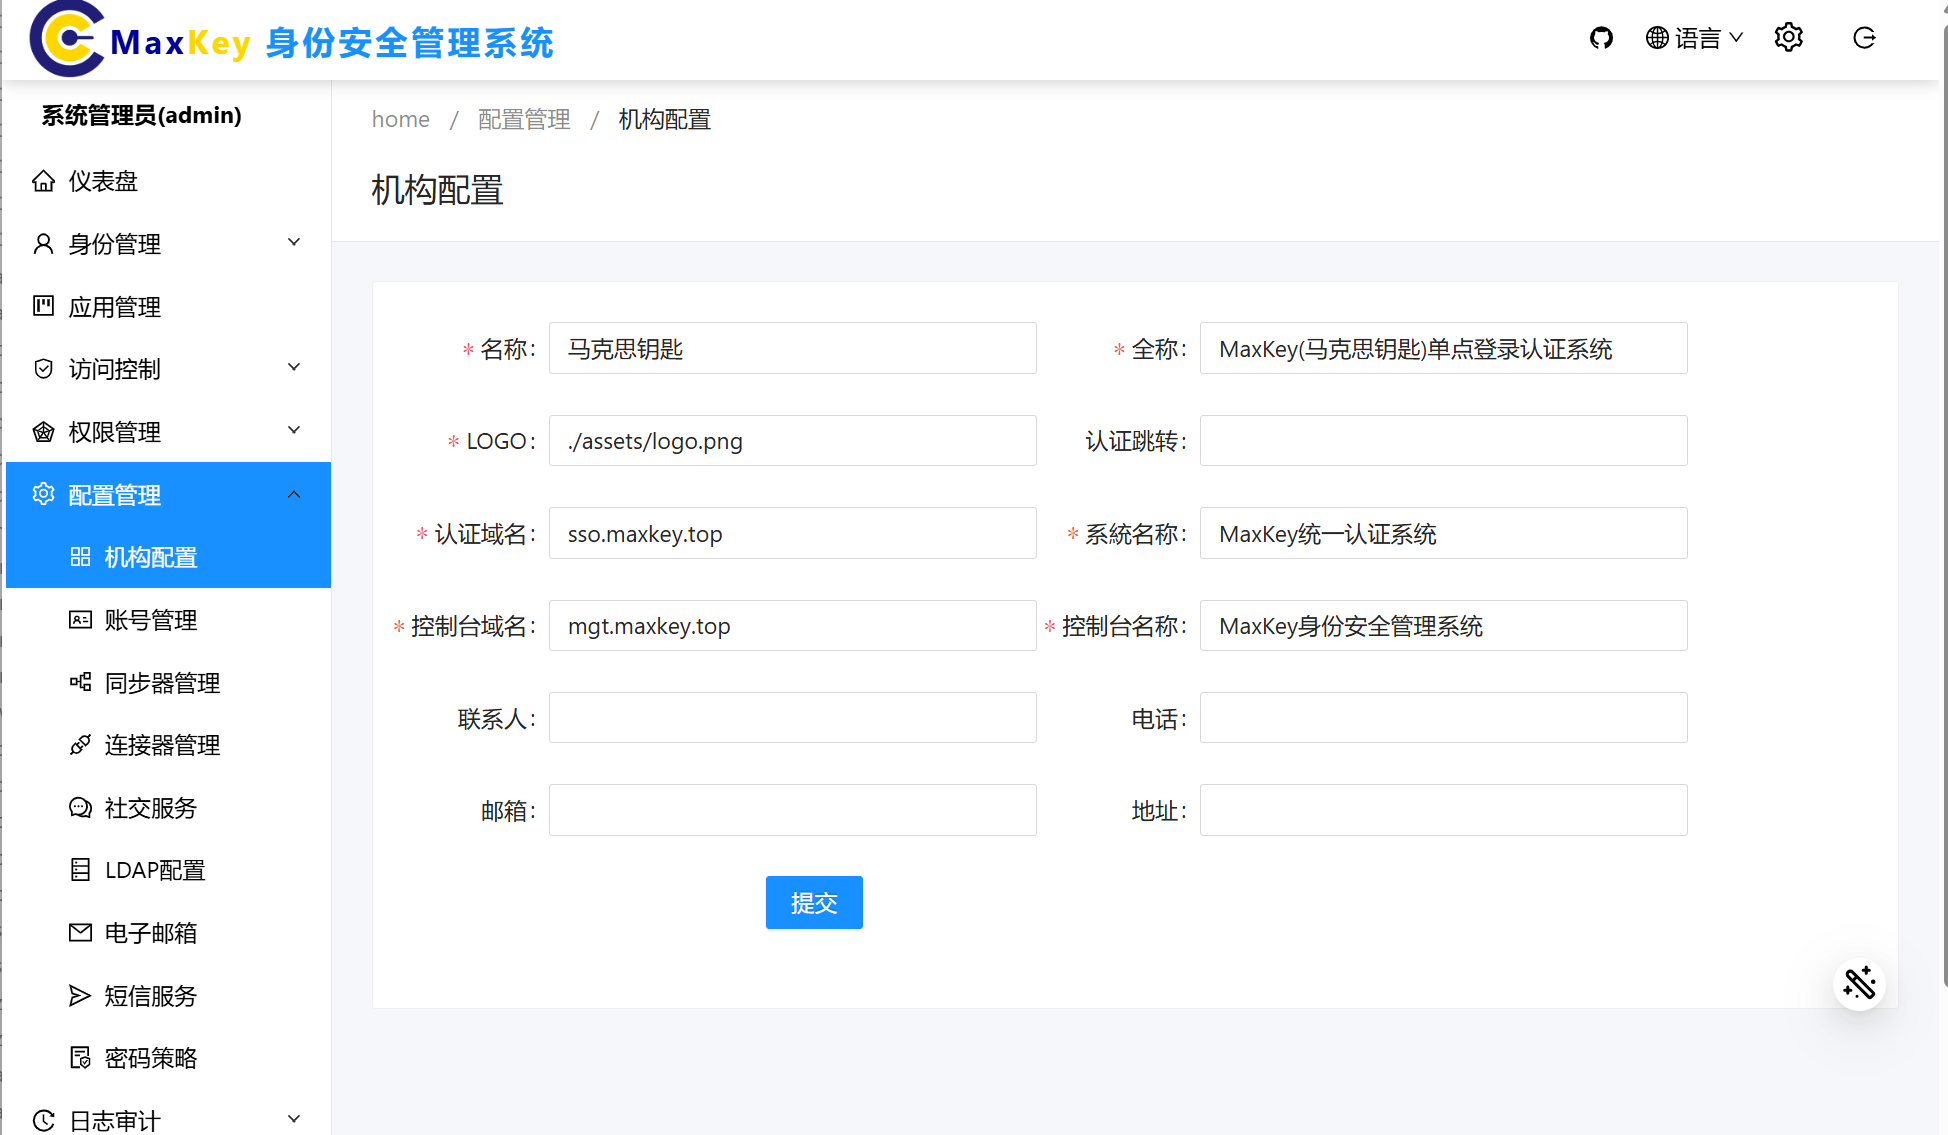 MaxKey 身份安全管理系统
语言
系统管理员(admin)
仪表盘
身份管理
应用管理
访问控制
权限管理
配置管理
机构配置
账号管理
同步器管理
连接器管理
社交服务
LDAP配置
电子邮箱
短信服务
密码策略
日志审计
home / 配置管理 / 机构配置
机构配置
* 名称: 马克思钥匙 * 全称: MaxKey(马克思钥匙)单点登录认证系统
* LOGO: ./assets/logo.png 认证跳转:
* 认证域名: sso.maxkey.top * 系統名称: MaxKey统一认证系统
* 控制台域名: mgt.maxkey.top * 控制台名称: MaxKey身份安全管理系统
联系人: 电话:
邮箱: 地址:
提交